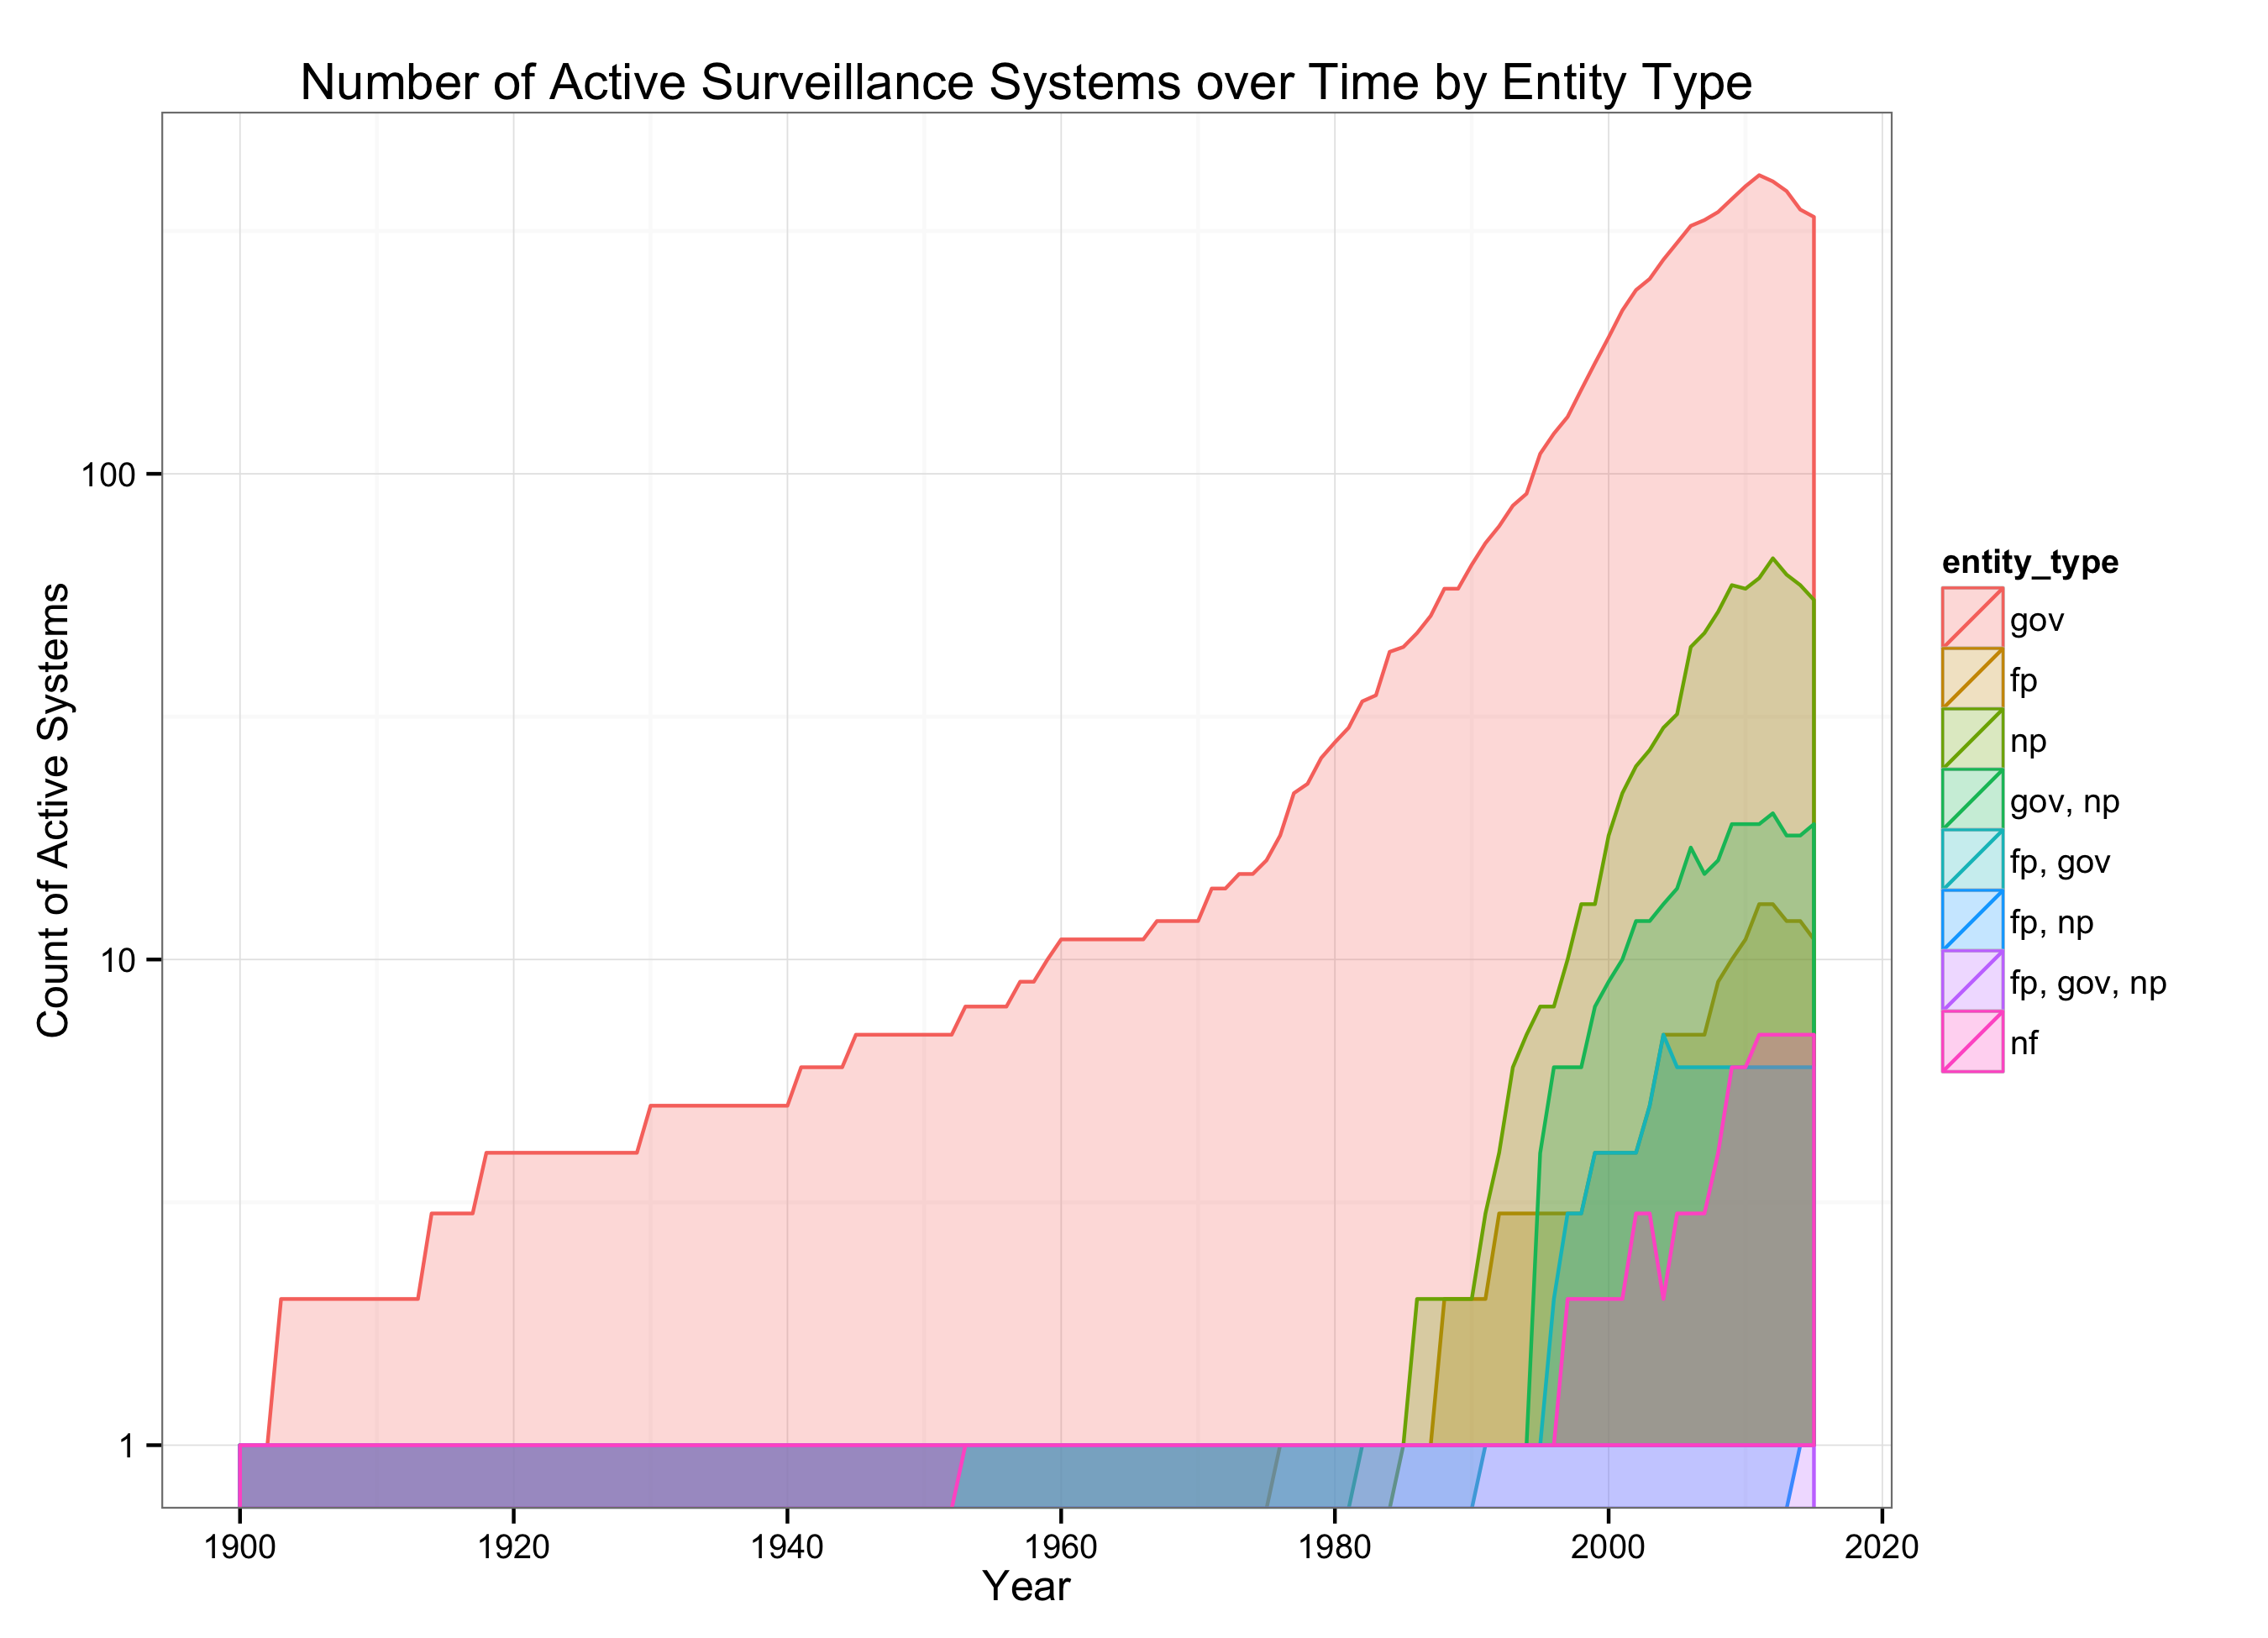 Number of Active Surveillance Systems over Time by Entity Type
Count of Active Systems
100
10
1
1900 1920 1940 1960 1980 2000 2020
Year
entity_type
gov
fp
np
gov, np
fp, gov
fp, np
fp, gov, np
nf